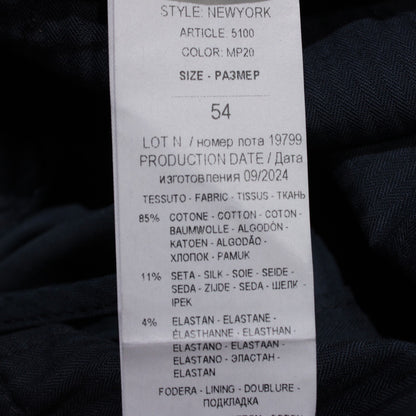 STYLE: NEWYORK
ARTICLE: 5100
COLOR: MP20
SIZE - РАЗМЕР
54
LOT N / номер лота 19799
PRODUCTION DATE / Дата
изготовления 09/2024
TESSUTO - FABRIC - TISSUS - ТКАНЬ
85% COTONE - COTTON - COTON -
BAUMWOLLE - ALGODÓN -
KATOEN - ALGODÃO -
ХЛОПОК - PAMUK
11% SETA - SILK - SOIE - SEIDE -
SEDA - ZIJDE - SEDA - ШЕЛК -
IPEK
4% ELASTAN - ELASTANE -
ÉLASTHANNE - ELASTHAN -
ELASTANO - ELASTAAN -
ELASTANO - ЭЛАСТАН -
ELASTAN
FODERA - LINING - DOUBLURE -
ПОДКЛАДКА